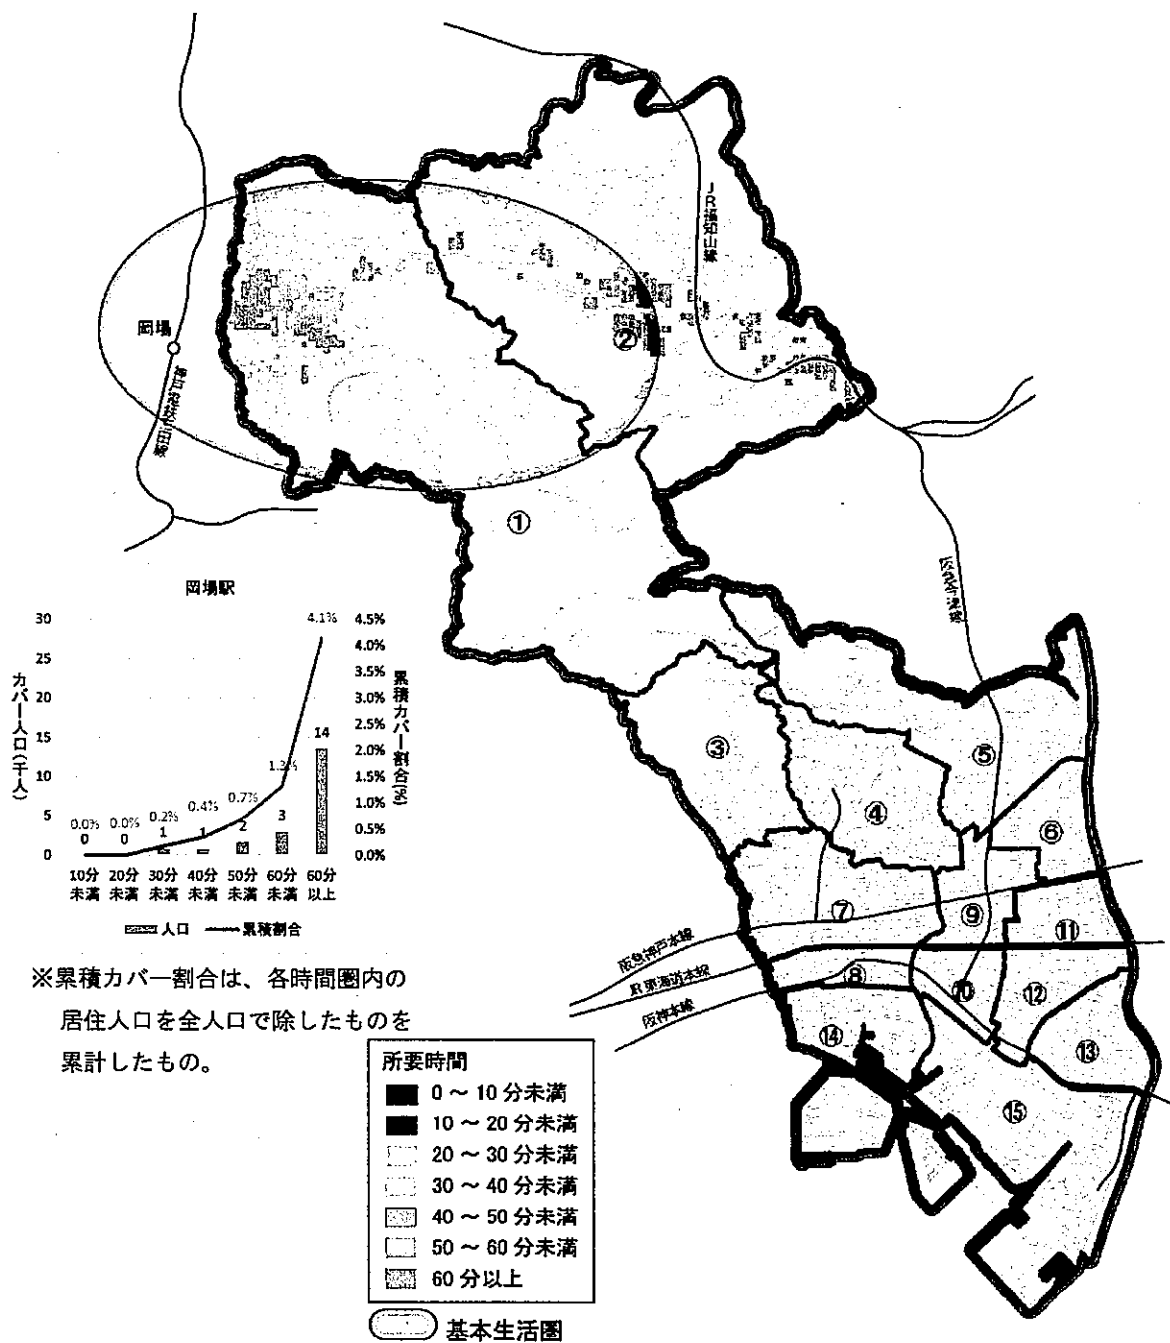 JR福知山線
岡場
②
①
岡場駅
カバー人口(千人)
累積カバー割合(%)
30
25
20
15
10
5
0
4.5%
4.0%
3.5%
3.0%
2.5%
2.0%
1.5%
1.0%
0.5%
0.0%
0.0%
0.0%
0.2%
0.4%
0.7%
1.3%
4.1%
0
0
1
1
2
3
14
10分未満
20分未満
30分未満
40分未満
50分未満
60分未満
60分以上
人口
累積割合
③
④
⑤
⑥
⑦
⑧
⑨
⑩
⑪
⑫
⑬
⑭
⑮
阪急神戸本線
JR東海道本線
阪神本線
※累積カバー割合は、各時間圏内の
居住人口を全人口で除したものを
累計したもの。
所要時間
0～10分未満
10～20分未満
20～30分未満
30～40分未満
40～50分未満
50～60分未満
60分以上
基本生活圏